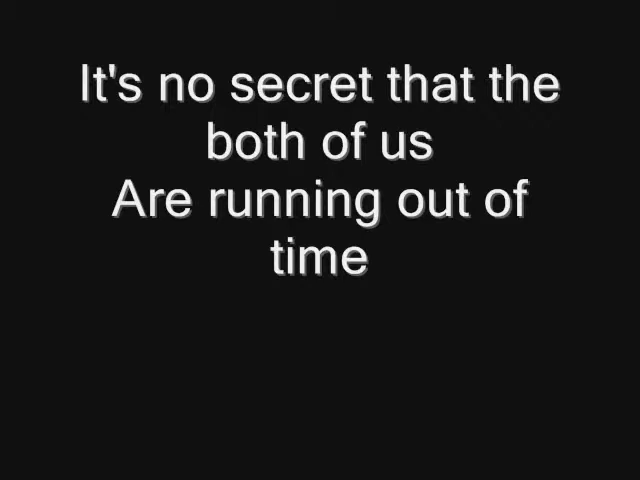 It's no secret that the
both of us
Are running out of
time